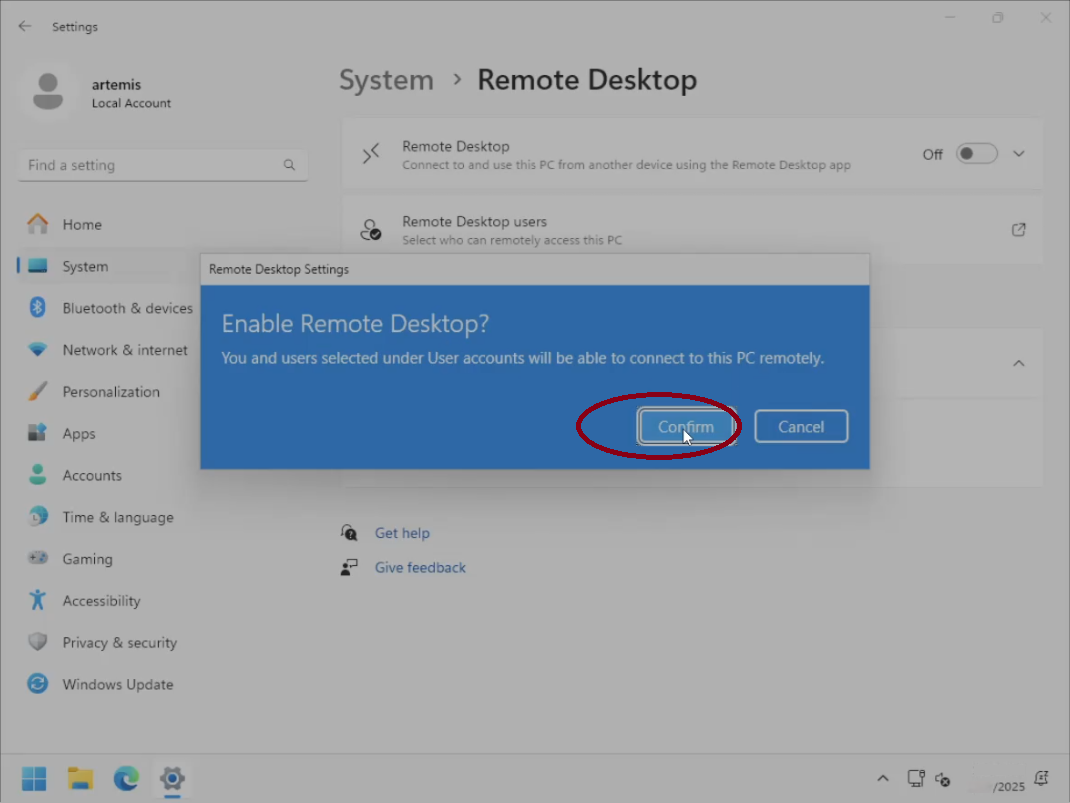 Settings
artemis
Local Account
Find a setting
Home
System
Bluetooth & devices
Network & internet
Personalization
Apps
Accounts
Time & language
Gaming
Accessibility
Privacy & security
Windows Update
System > Remote Desktop
Remote Desktop
Connect to and use this PC from another device using the Remote Desktop app
Off
Remote Desktop users
Select who can remotely access this PC
Remote Desktop Settings
Enable Remote Desktop?
You and users selected under User accounts will be able to connect to this PC remotely.
Confirm
Cancel
Get help
Give feedback
/2025